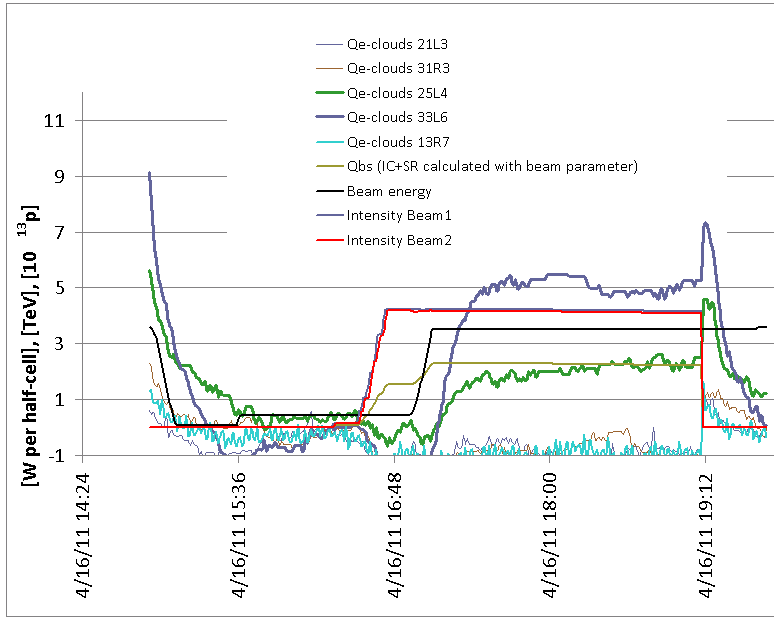 Qe-clouds 21L3
Qe-clouds 31R3
Qe-clouds 25L4
Qe-clouds 33L6
Qe-clouds 13R7
Qbs (IC+SR calculated with beam parameter)
Beam energy
Intensity Beam1
Intensity Beam2
[W per half-cell], [TeV], [10 13p]
11
9
7
5
3
1
-1
4/16/11 14:24
4/16/11 15:36
4/16/11 16:48
4/16/11 18:00
4/16/11 19:12